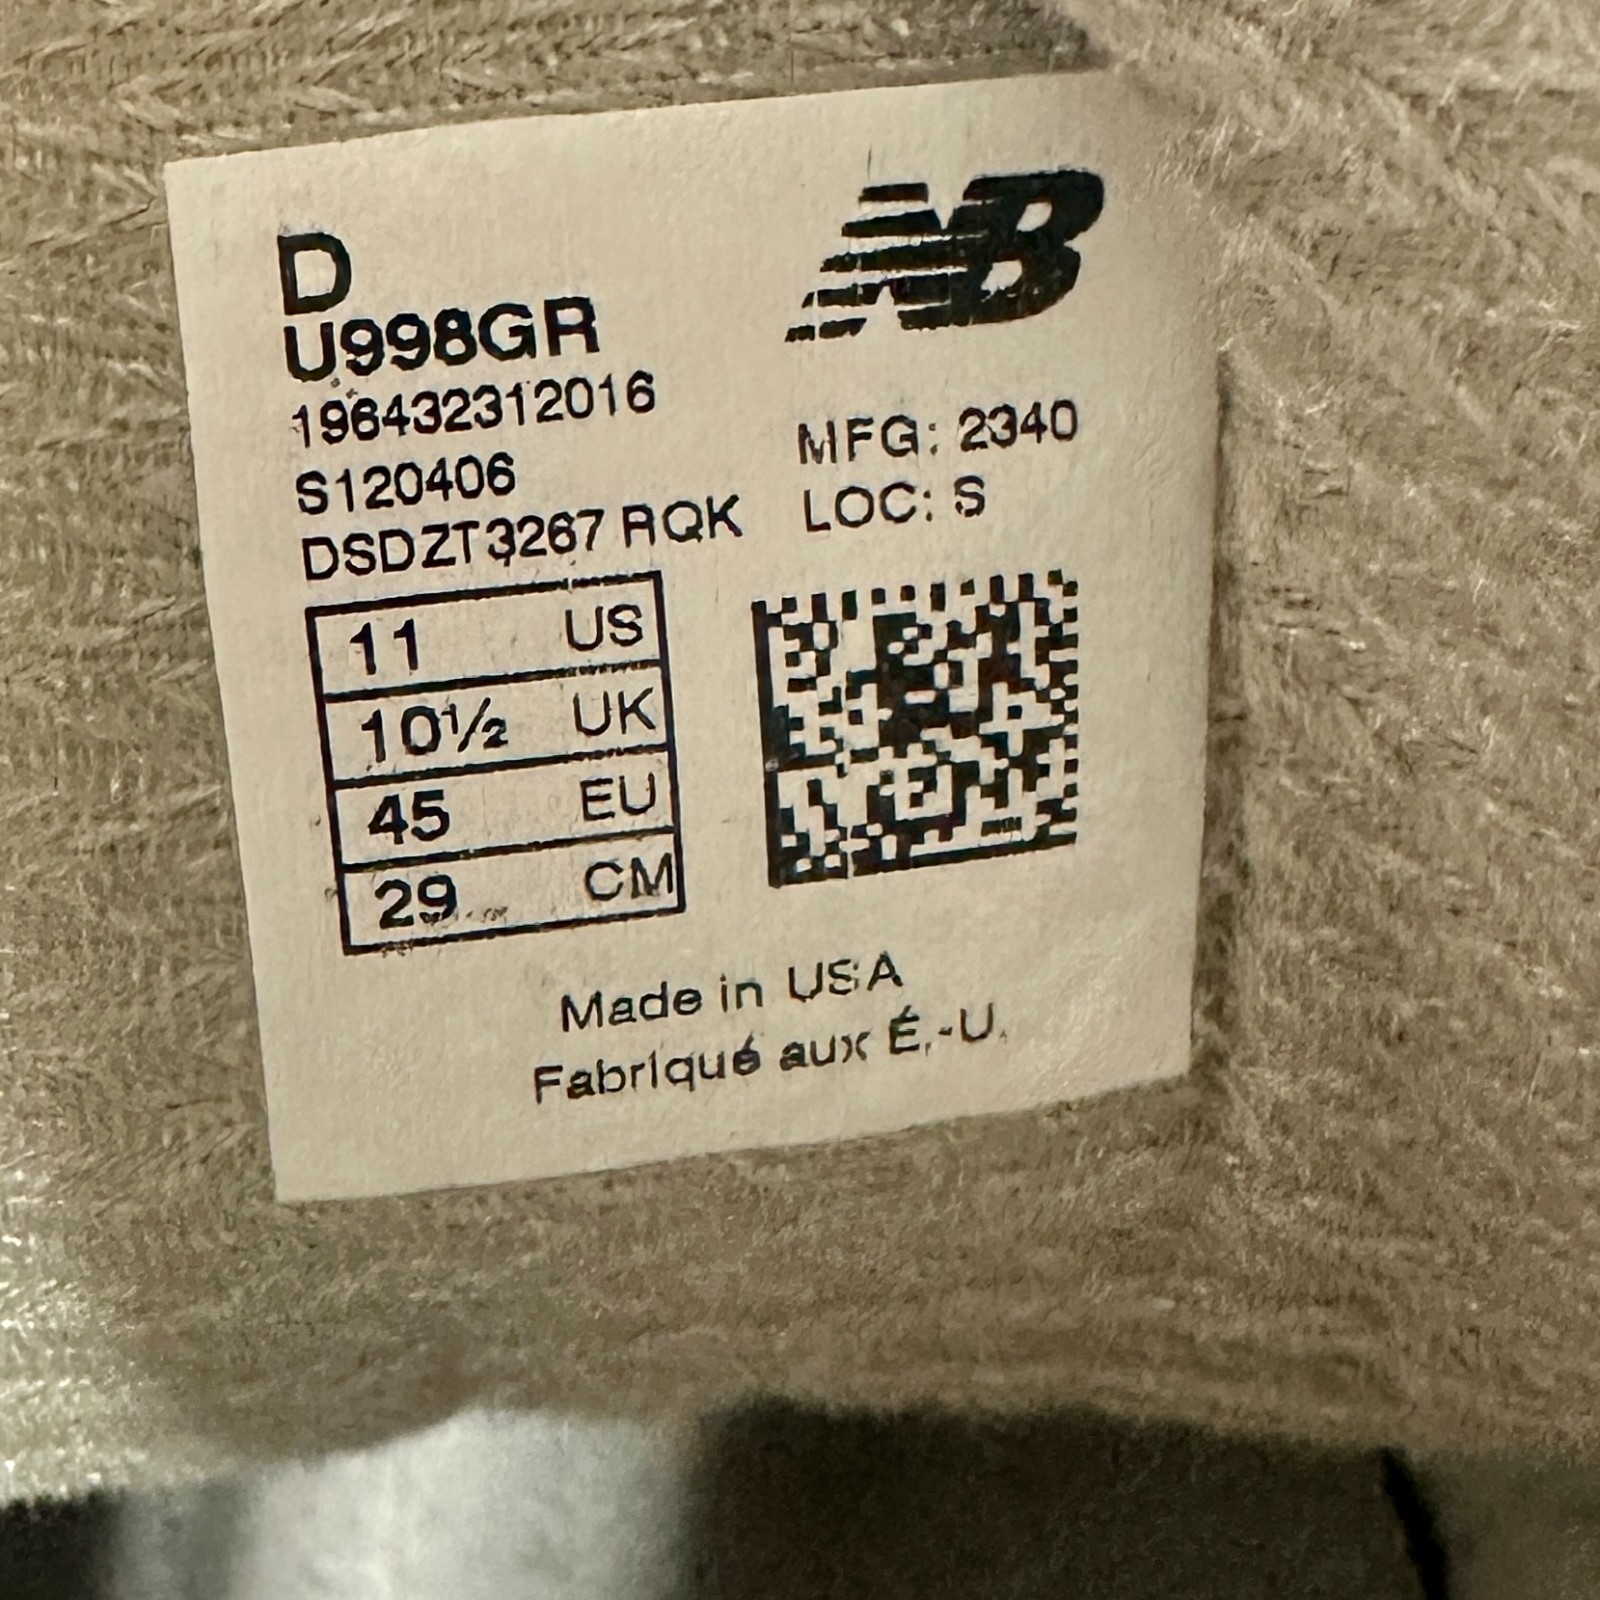 D
NB
U998GR
196432312016
MFG: 2340
S120406
LOC: S
DSDZT3267 RQK
11 US
10½ UK
45 EU
29 CM
Made in USA
Fabriqué aux É.-U.